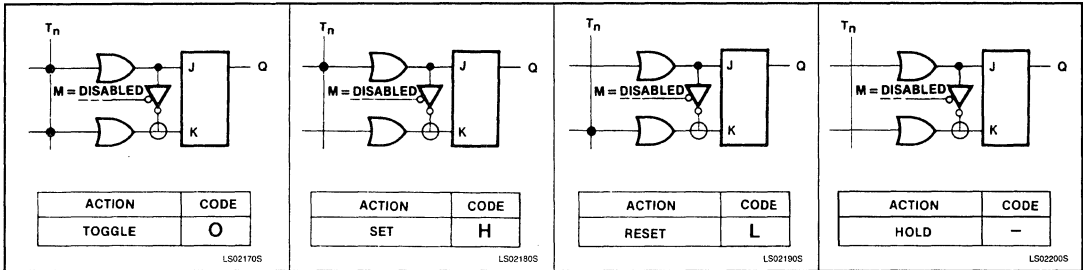 Tn
J
Q
M = DISABLED
K
ACTION CODE
TOGGLE O
LS02170S
Tn
J
Q
M = DISABLED
K
ACTION CODE
SET H
LS02180S
Tn
J
Q
M = DISABLED
K
ACTION CODE
RESET L
LS02190S
Tn
J
Q
M = DISABLED
K
ACTION CODE
HOLD –
LS02200S